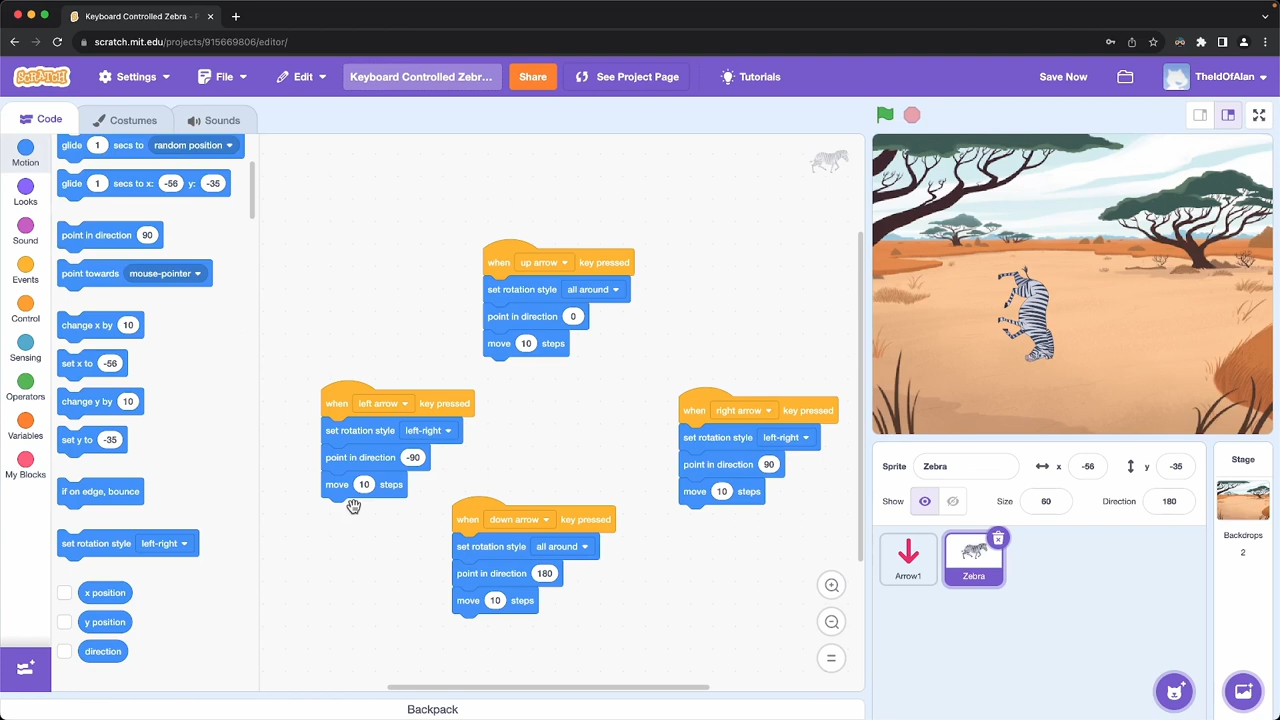 Keyboard Controlled Zebra - F
scratch.mit.edu/projects/915669806/editor/
SCRATCH
Settings
File
Edit
Keyboard Controlled Zebr...
Share
See Project Page
Tutorials
Save Now
TheIdOfAlan
Code
Costumes
Sounds
Motion
Looks
Sound
Events
Control
Sensing
Operators
Variables
My Blocks
glide 1 secs to random position
glide 1 secs to x: -56 y: -35
point in direction 90
point towards mouse-pointer
change x by 10
set x to -56
change y by 10
set y to -35
if on edge, bounce
set rotation style left-right
x position
y position
direction
when up arrow key pressed
set rotation style all around
point in direction 0
move 10 steps
when left arrow key pressed
set rotation style left-right
point in direction -90
move 10 steps
when right arrow key pressed
set rotation style left-right
point in direction 90
move 10 steps
when down arrow key pressed
set rotation style all around
point in direction 180
move 10 steps
Backpack
Sprite Zebra x -56 y -35
Show Size 60 Direction 180
Arrow1
Zebra
Stage
Backdrops
2